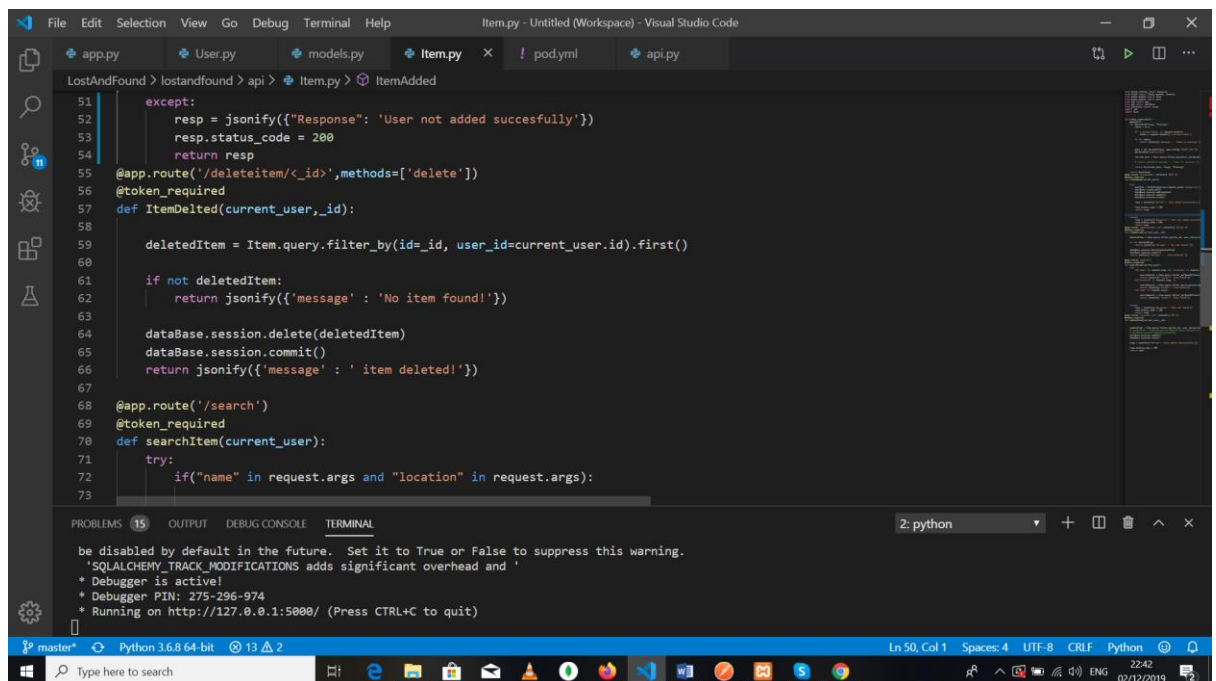 File Edit Selection View Go Debug Terminal Help Item.py - Untitled (Workspace) - Visual Studio Code
app.py User.py models.py Item.py ! pod.yml api.py
LostAndFound > lostandfound > api > Item.py > ItemAdded
51 except:
52 resp = jsonify({"Response": 'User not added succesfully'})
53 resp.status_code = 200
54 return resp
55 @app.route('/deleteitem/<_id>',methods=['delete'])
56 @token_required
57 def ItemDelted(current_user,_id):
58
59 deletedItem = Item.query.filter_by(id=_id, user_id=current_user.id).first()
60
61 if not deletedItem:
62 return jsonify({'message' : 'No item found!'})
63
64 dataBase.session.delete(deletedItem)
65 dataBase.session.commit()
66 return jsonify({'message' : ' item deleted!'})
67
68 @app.route('/search')
69 @token_required
70 def searchItem(current_user):
71 try:
72 if("name" in request.args and "location" in request.args):
73
11
PROBLEMS 15 OUTPUT DEBUG CONSOLE TERMINAL 2: python
be disabled by default in the future. Set it to True or False to suppress this warning.
'SQLALCHEMY_TRACK_MODIFICATIONS adds significant overhead and '
* Debugger is active!
* Debugger PIN: 275-296-974
* Running on http://127.0.0.1:5000/ (Press CTRL+C to quit)
master* Python 3.6.8 64-bit 13 2 Ln 50, Col 1 Spaces: 4 UTF-8 CRLF Python
Type here to search ENG 22:42
02/12/2019